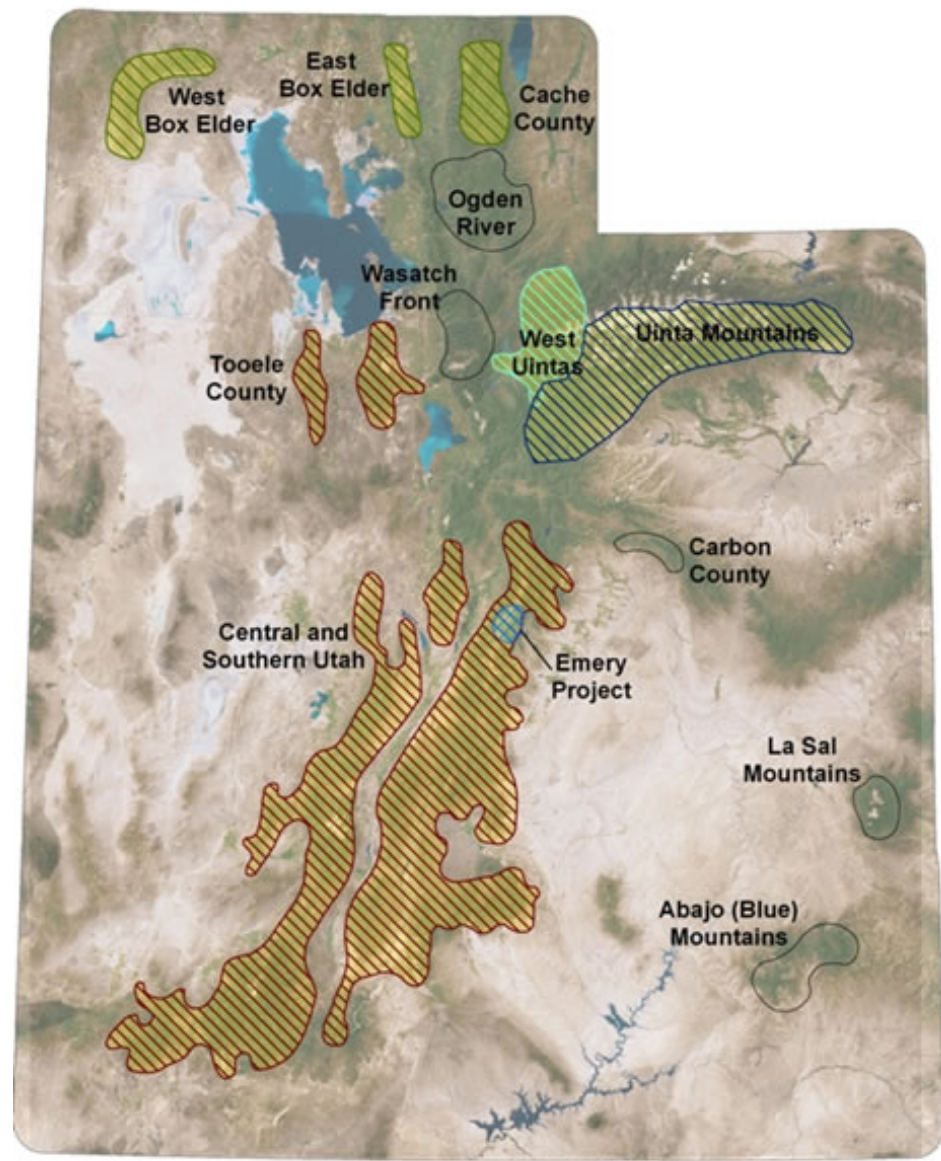 West
Box Elder
East
Box Elder
Cache
County
Ogden
River
Wasatch
Front
West
Uintas
Uinta Mountains
Tooele
County
Carbon
County
Central and
Southern Utah
Emery
Project
La Sal
Mountains
Abajo (Blue)
Mountains